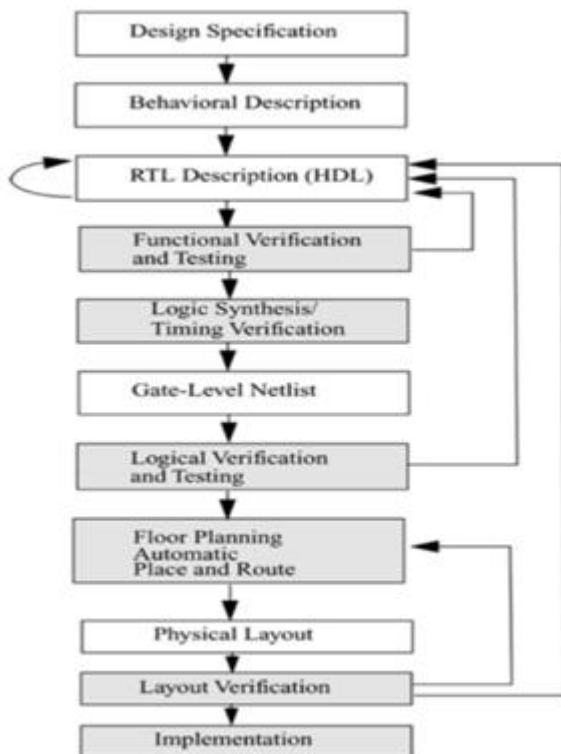 Design Specification
Behavioral Description
RTL Description (HDL)
Functional Verification
and Testing
Logic Synthesis/
Timing Verification
Gate-Level Netlist
Logical Verification
and Testing
Floor Planning
Automatic
Place and Route
Physical Layout
Layout Verification
Implementation